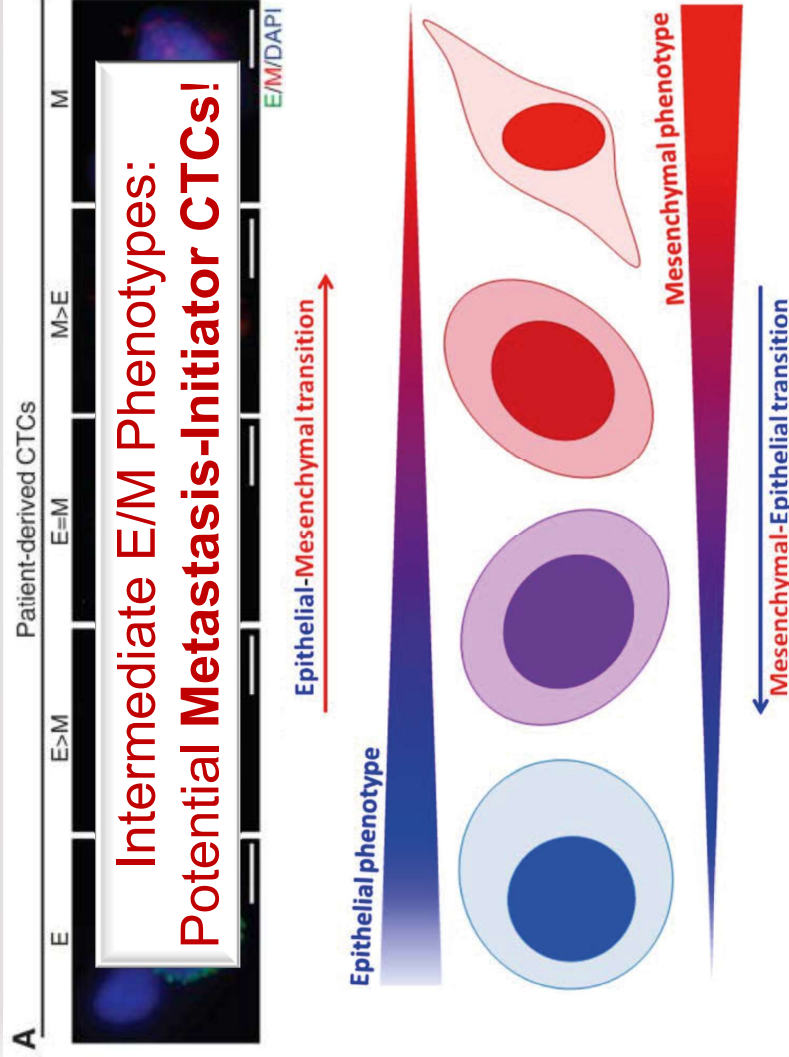 A
Patient-derived CTCs
E
E>M
E=M
M>E
M
Intermediate E/M Phenotypes:
Potential Metastasis-Initiator CTCs!
E/M/DAPI
Epithelial-Mesenchymal transition
Epithelial phenotype
Mesenchymal phenotype
Mesenchymal-Epithelial transition